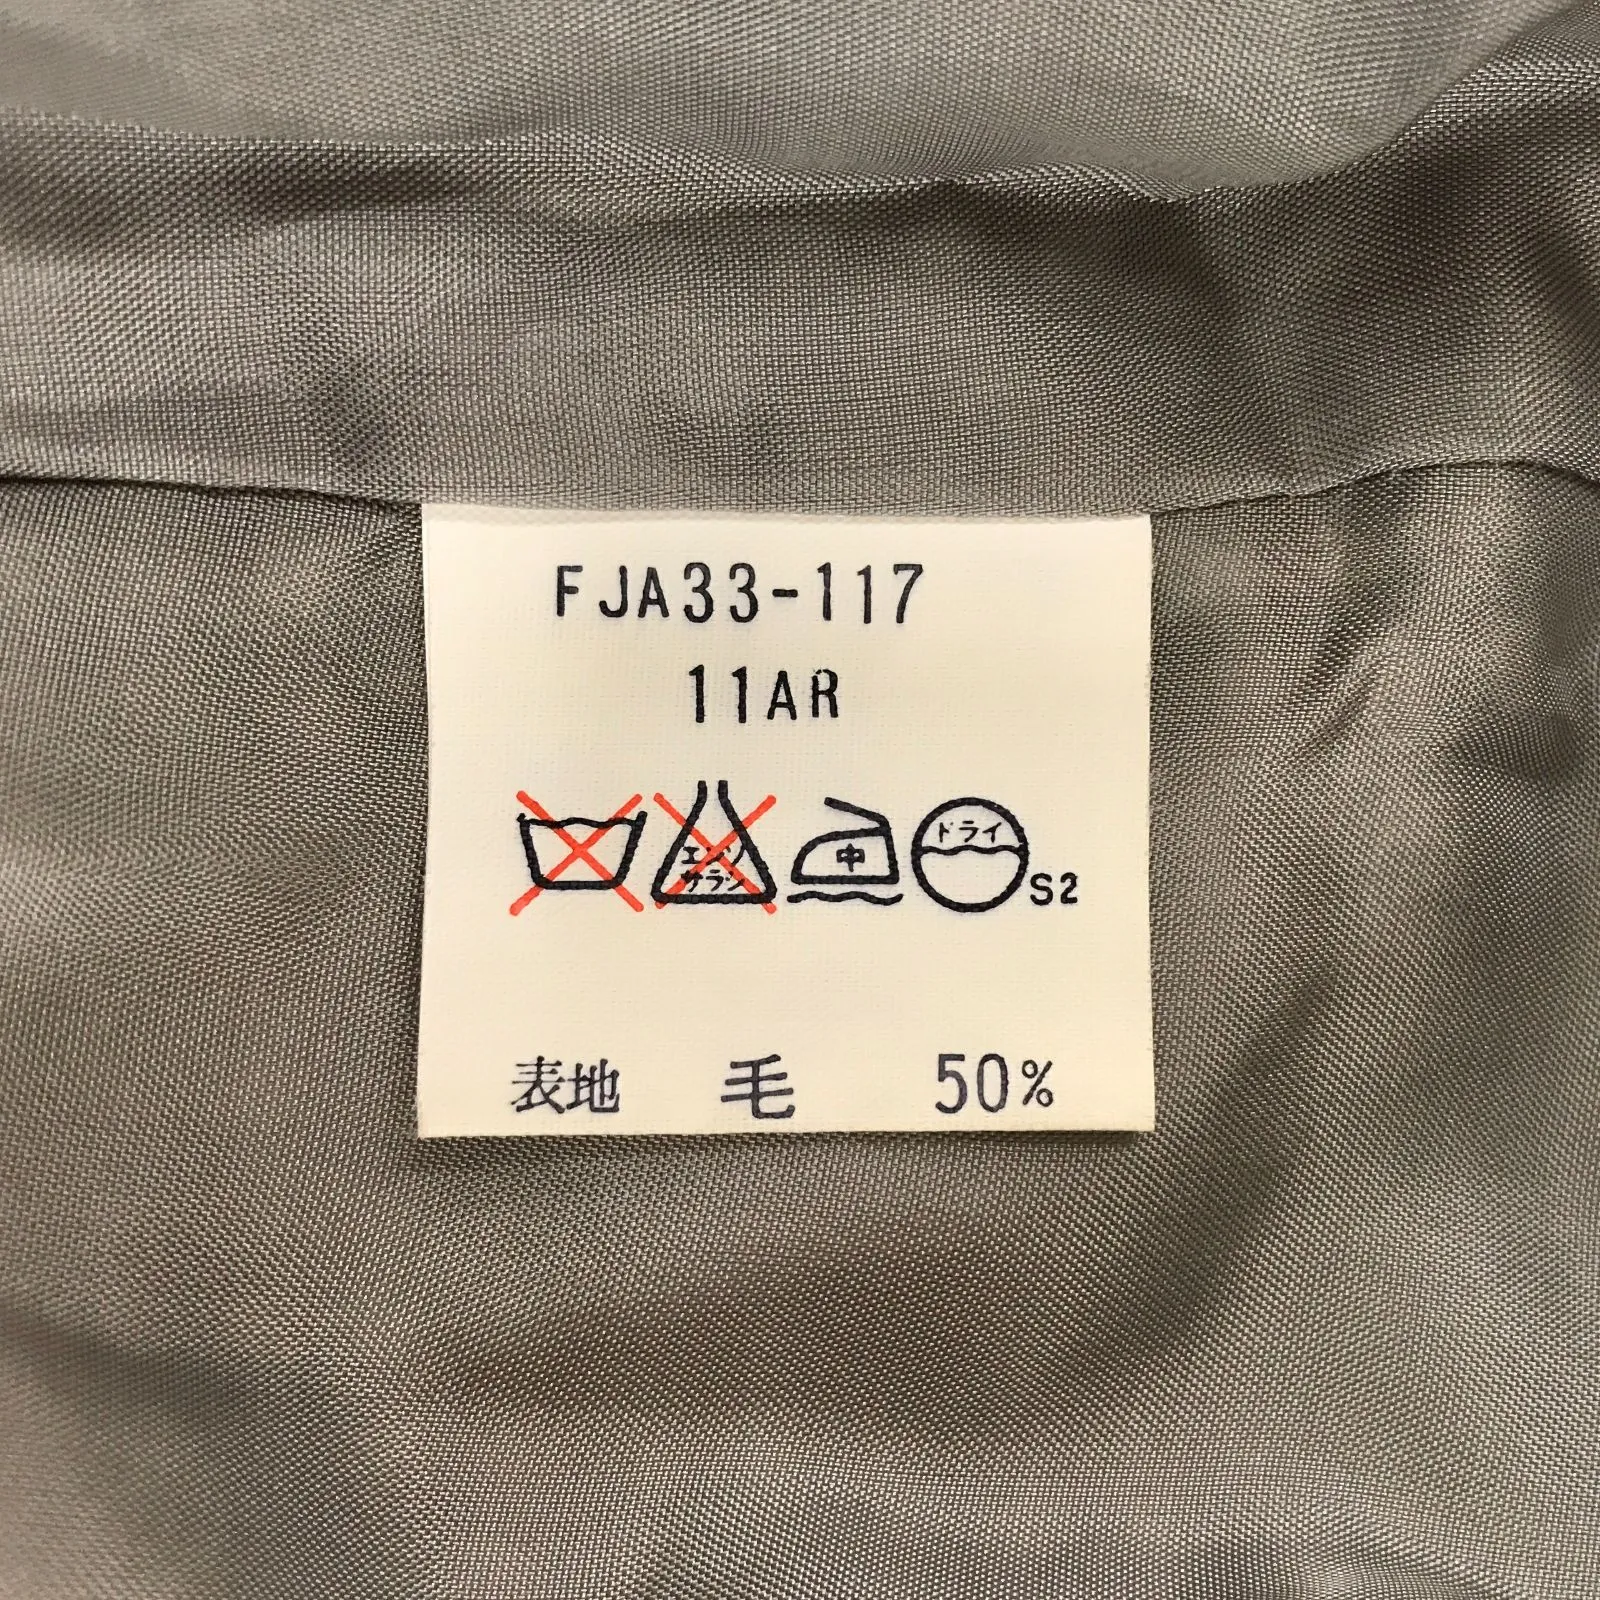 FJA33-117
11AR
エンソ サラシ 中 ドライ S2
表地 毛 50%